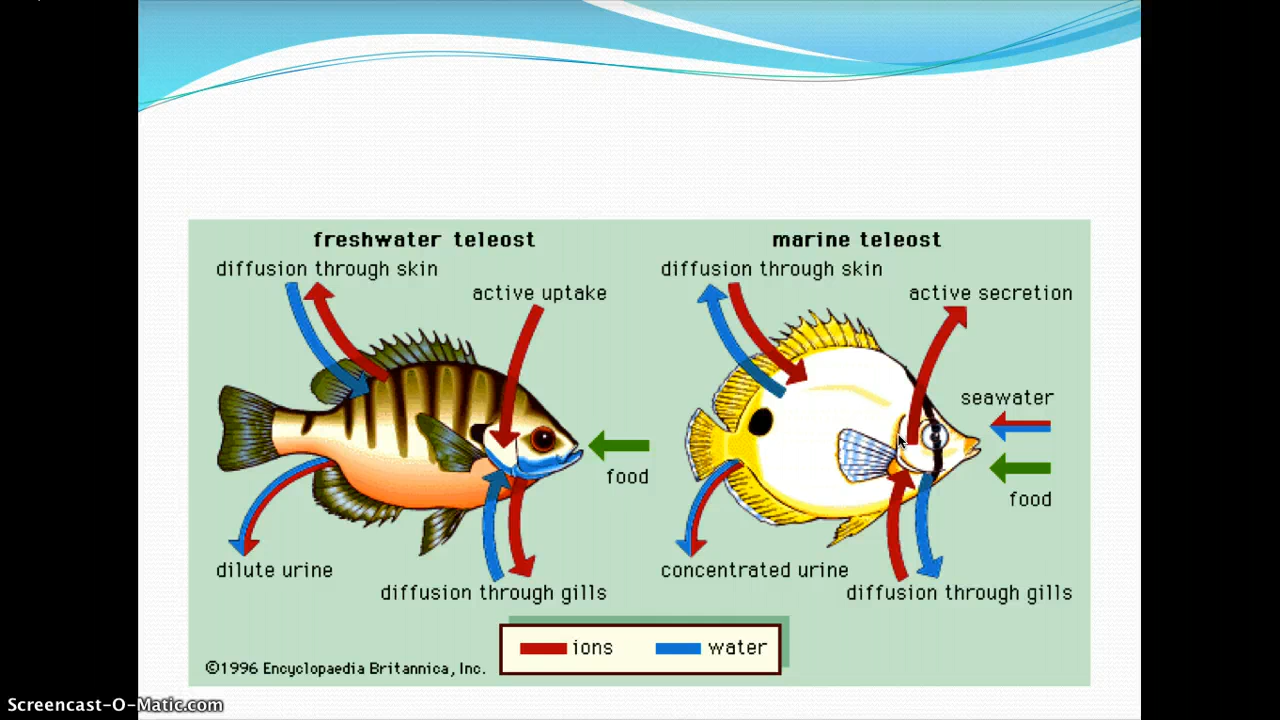 freshwater teleost
diffusion through skin
active uptake
food
dilute urine
diffusion through gills
marine teleost
diffusion through skin
active secretion
seawater
food
concentrated urine
diffusion through gills
ions
water
©1996 Encyclopaedia Britannica, Inc.
Screencast-O-Matic.com